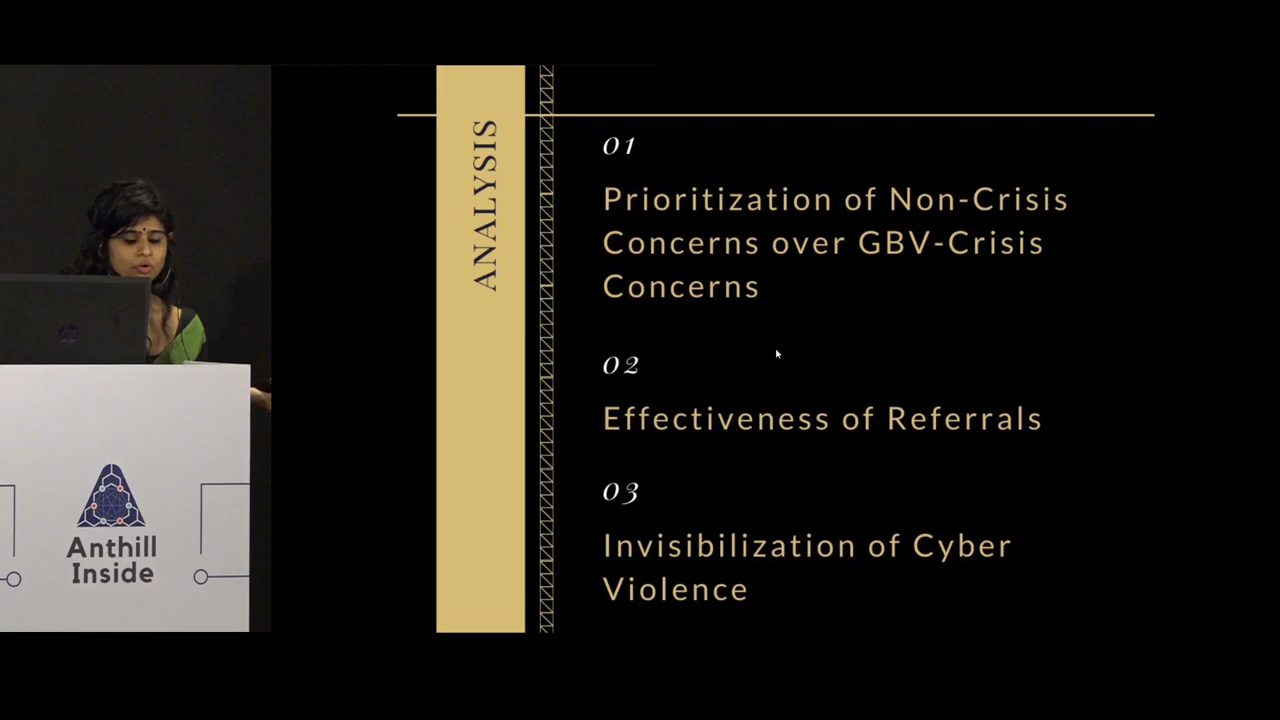 ANALYSIS
01
Prioritization of Non-Crisis
Concerns over GBV-Crisis
Concerns
02
Effectiveness of Referrals
03
Invisibilization of Cyber
Violence
Anthill
Inside